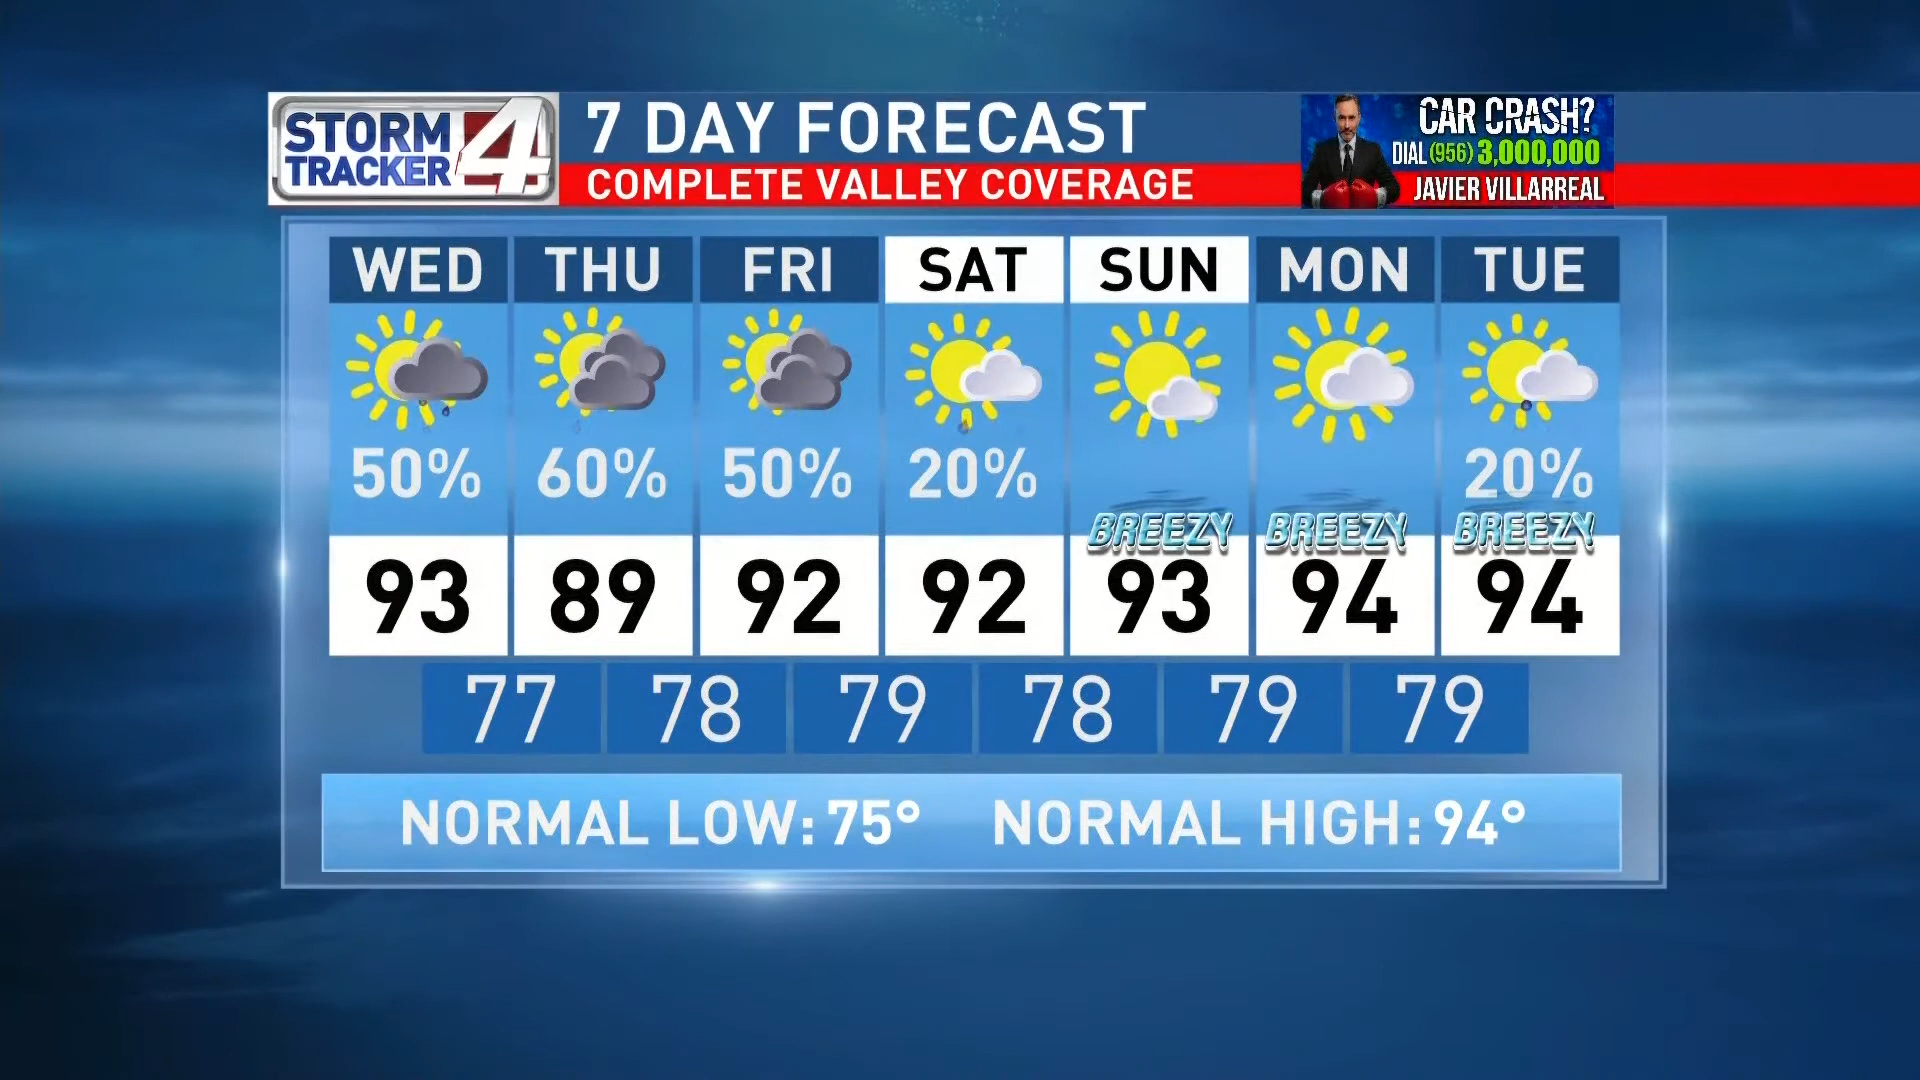 STORM
TRACKER
4
7 DAY FORECAST
COMPLETE VALLEY COVERAGE
CAR CRASH?
DIAL (956) 3,000,000
JAVIER VILLARREAL
WED THU FRI SAT SUN MON TUE
50% 60% 50% 20% 20%
BREEZY BREEZY BREEZY
93 89 92 92 93 94 94
77 78 79 78 79 79
NORMAL LOW: 75° NORMAL HIGH: 94°